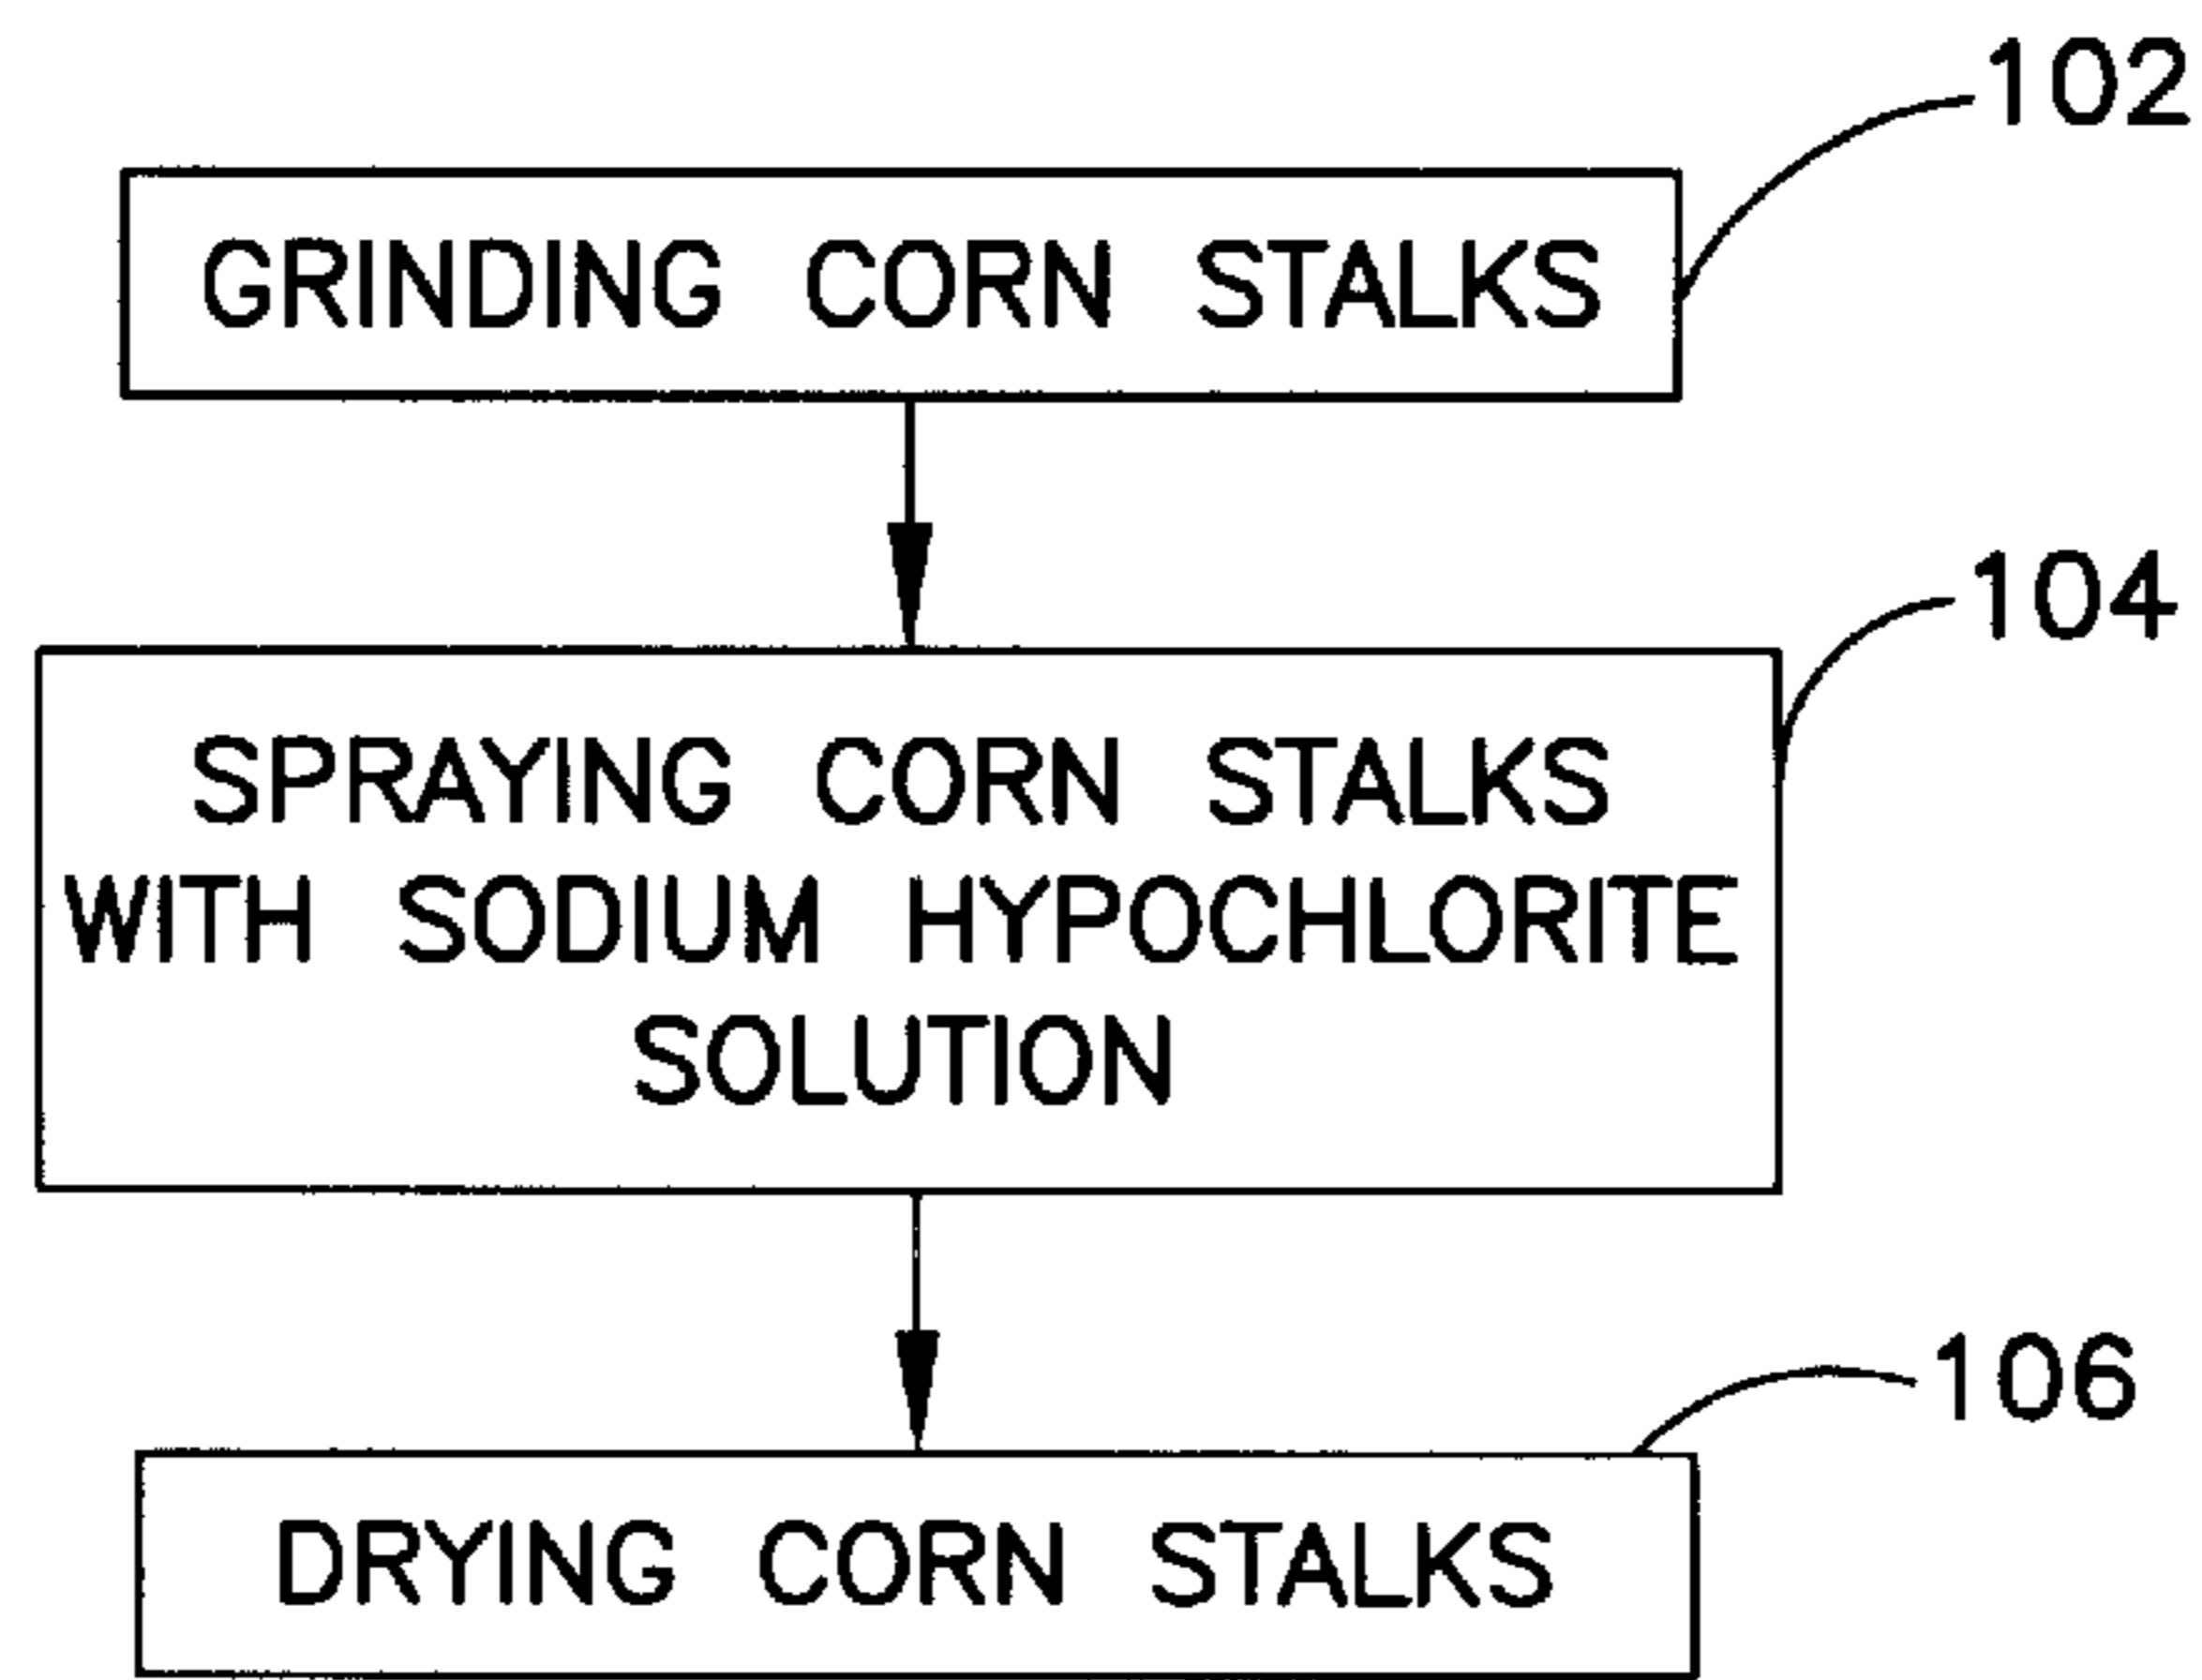 102
GRINDING CORN STALKS
104
SPRAYING CORN STALKS
WITH SODIUM HYPOCHLORITE
SOLUTION
106
DRYING CORN STALKS